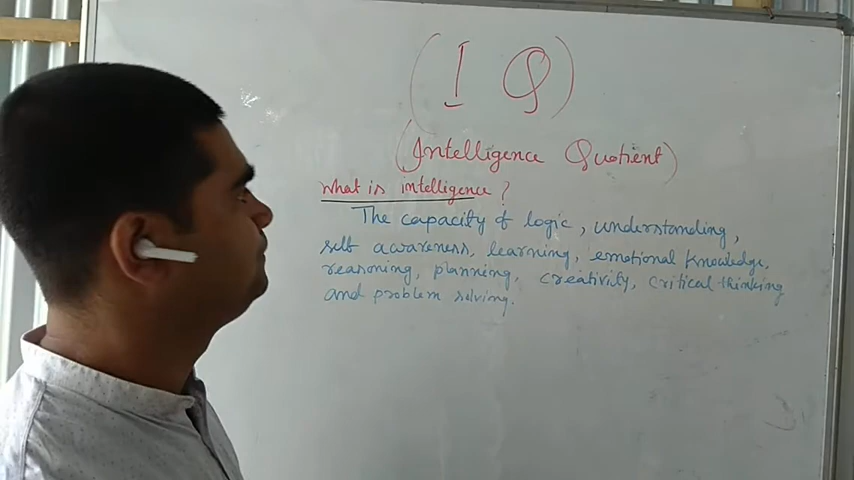 (I Q)
(Intelligence Quotient)
What is intelligence?
The capacity of logic, understanding,
self awareness, learning, emotional knowledge,
reasoning, planning, creativity, critical thinking
and problem solving.